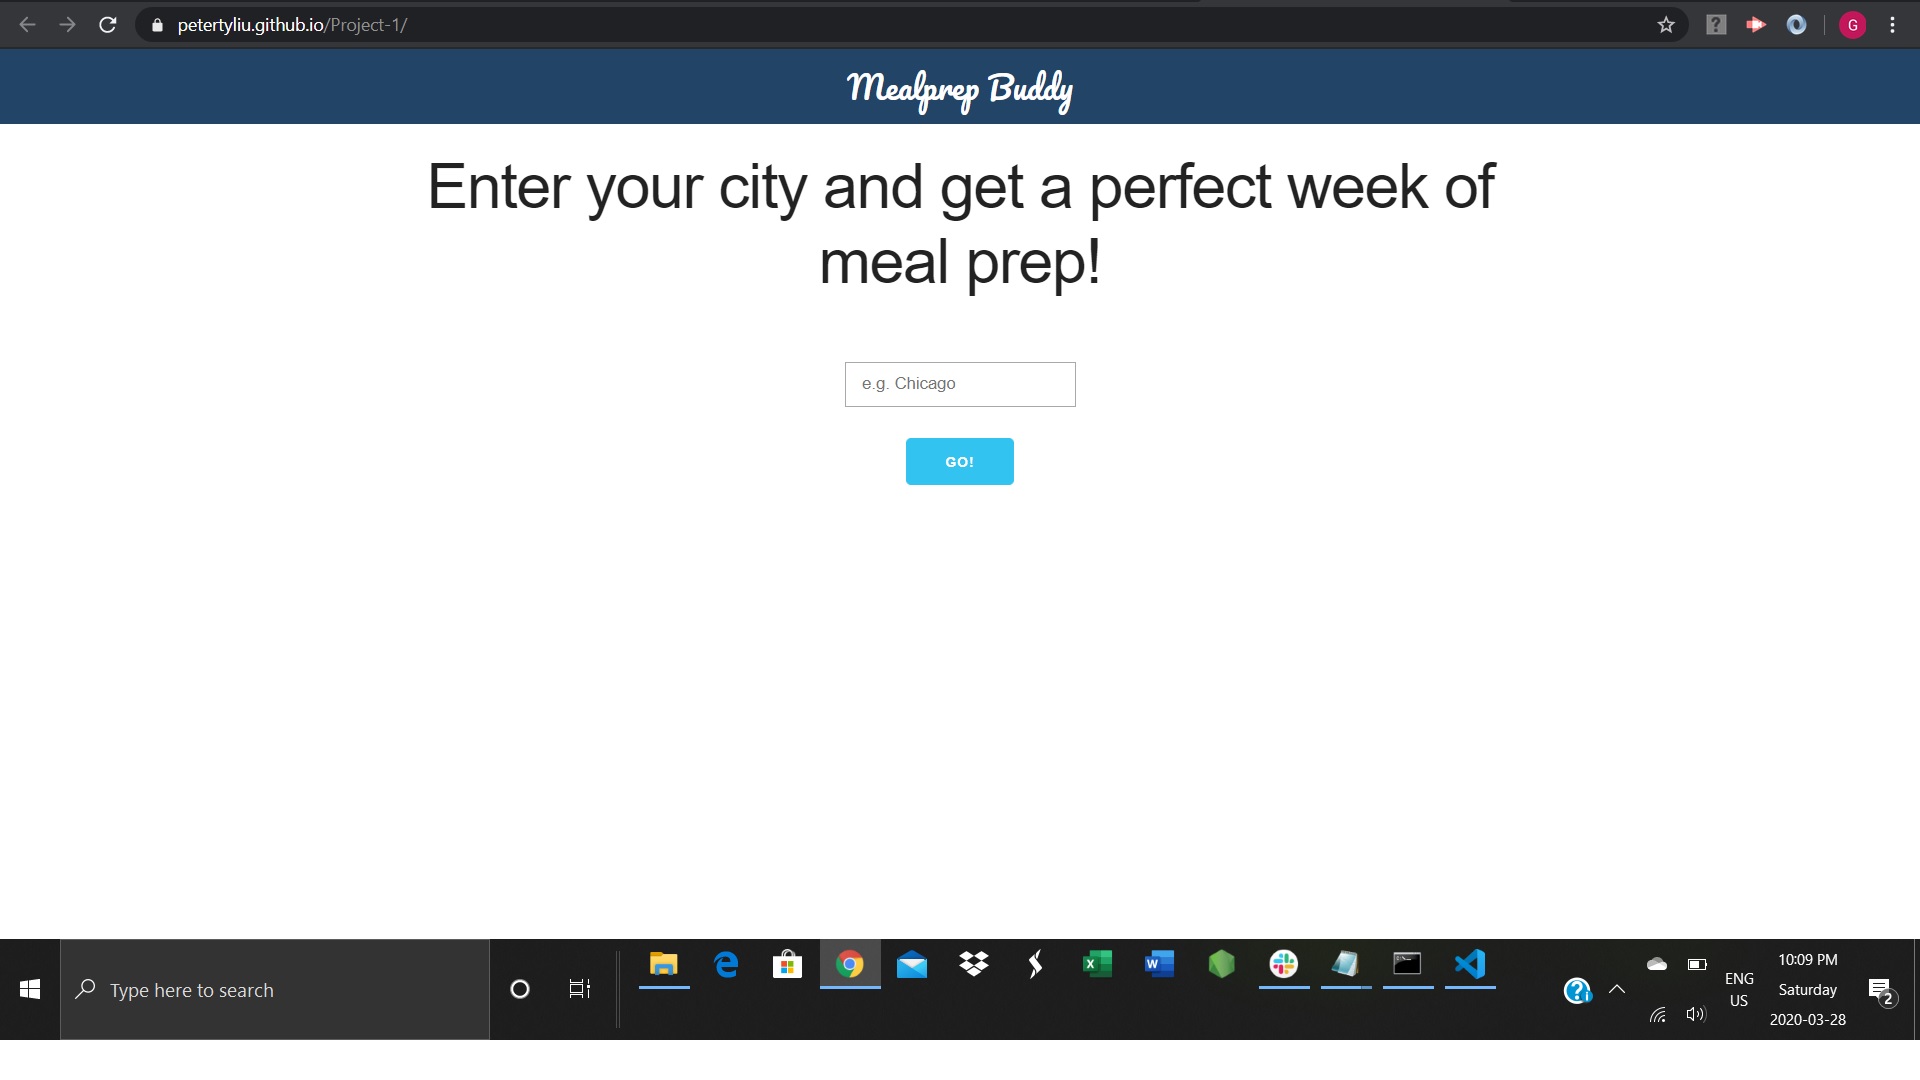 petertyliu.github.io/Project-1/
G
Mealprep Buddy
Enter your city and get a perfect week of
meal prep!
e.g. Chicago
GO!
Type here to search
ENG
US
10:09 PM
Saturday
2020-03-28
2